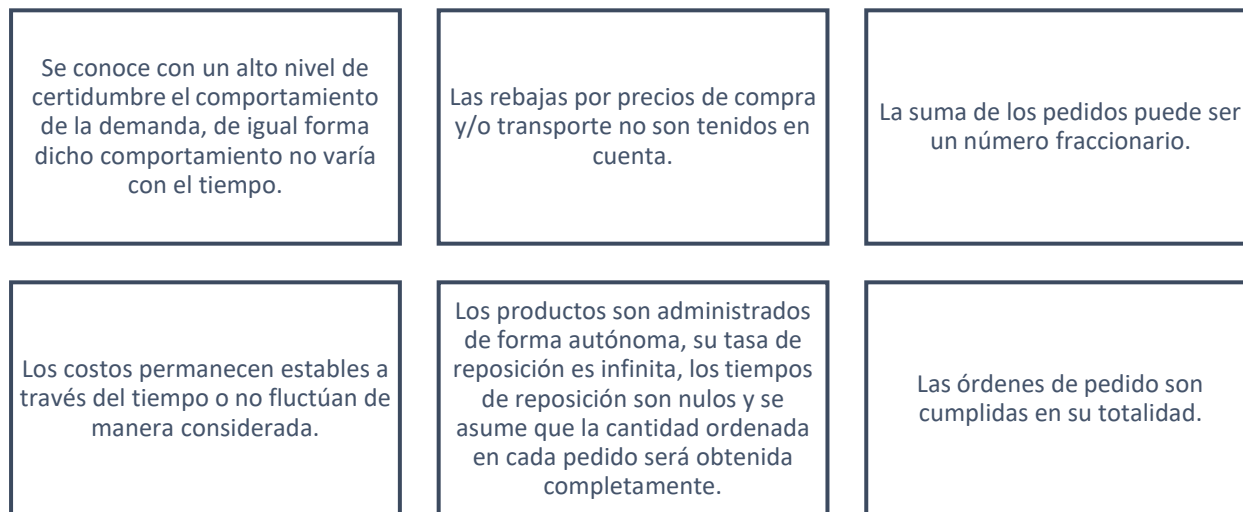 Se conoce con un alto nivel de
certidumbre el comportamiento
de la demanda, de igual forma
dicho comportamiento no varía
con el tiempo.
Las rebajas por precios de compra
y/o transporte no son tenidos en
cuenta.
La suma de los pedidos puede ser
un número fraccionario.
Los costos permanecen estables a
través del tiempo o no fluctúan de
manera considerada.
Los productos son administrados
de forma autónoma, su tasa de
reposición es infinita, los tiempos
de reposición son nulos y se
asume que la cantidad ordenada
en cada pedido será obtenida
completamente.
Las órdenes de pedido son
cumplidas en su totalidad.